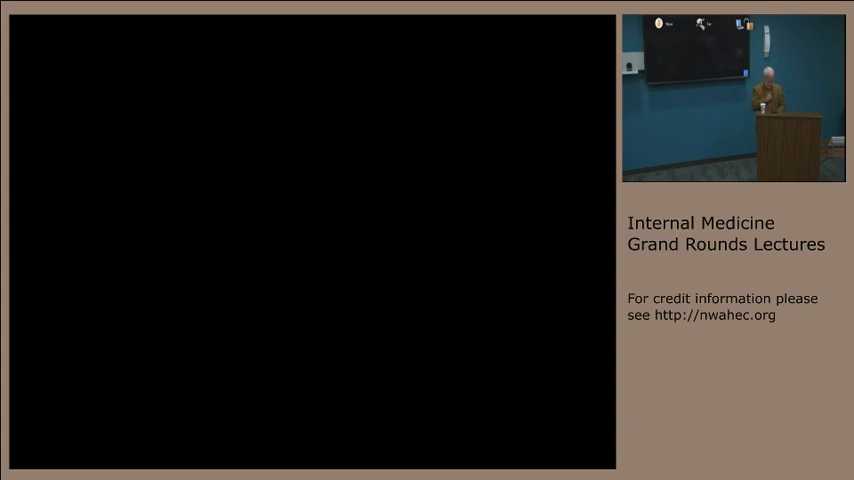 Internal Medicine
Grand Rounds Lectures
For credit information please
see http://nwahec.org